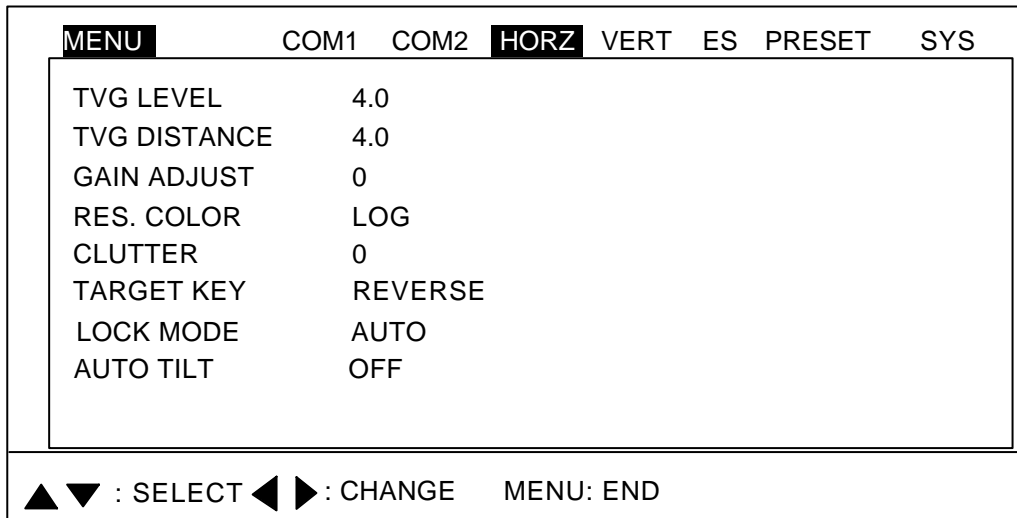 MENU COM1 COM2 HORZ VERT ES PRESET SYS
TVG LEVEL 4.0
TVG DISTANCE 4.0
GAIN ADJUST 0
RES. COLOR LOG
CLUTTER 0
TARGET KEY REVERSE
LOCK MODE AUTO
AUTO TILT OFF
▲ ▼ : SELECT ◀ ▶ : CHANGE MENU: END